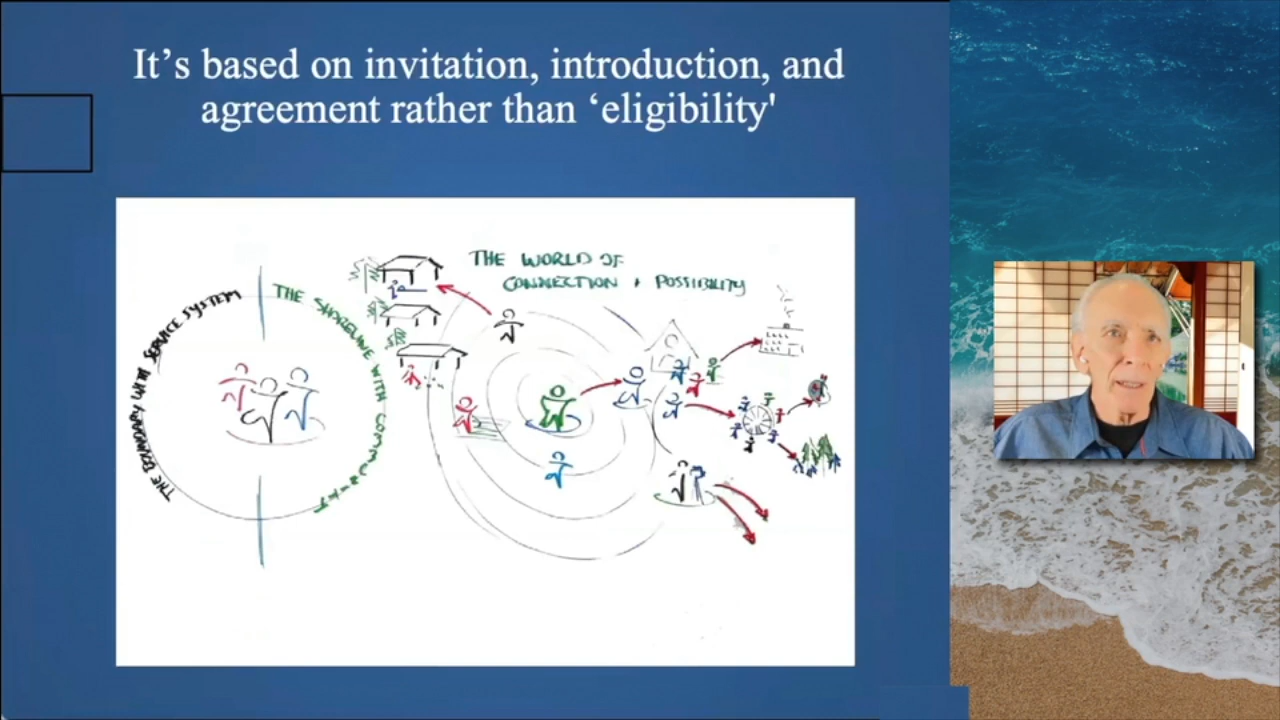 It’s based on invitation, introduction, and
agreement rather than ‘eligibility'
THE BOUNDARY WITH SERVICE SYSTEM
THE SHORELINE WITH COMMUNITY
THE WORLD OF
CONNECTION + POSSIBILITY